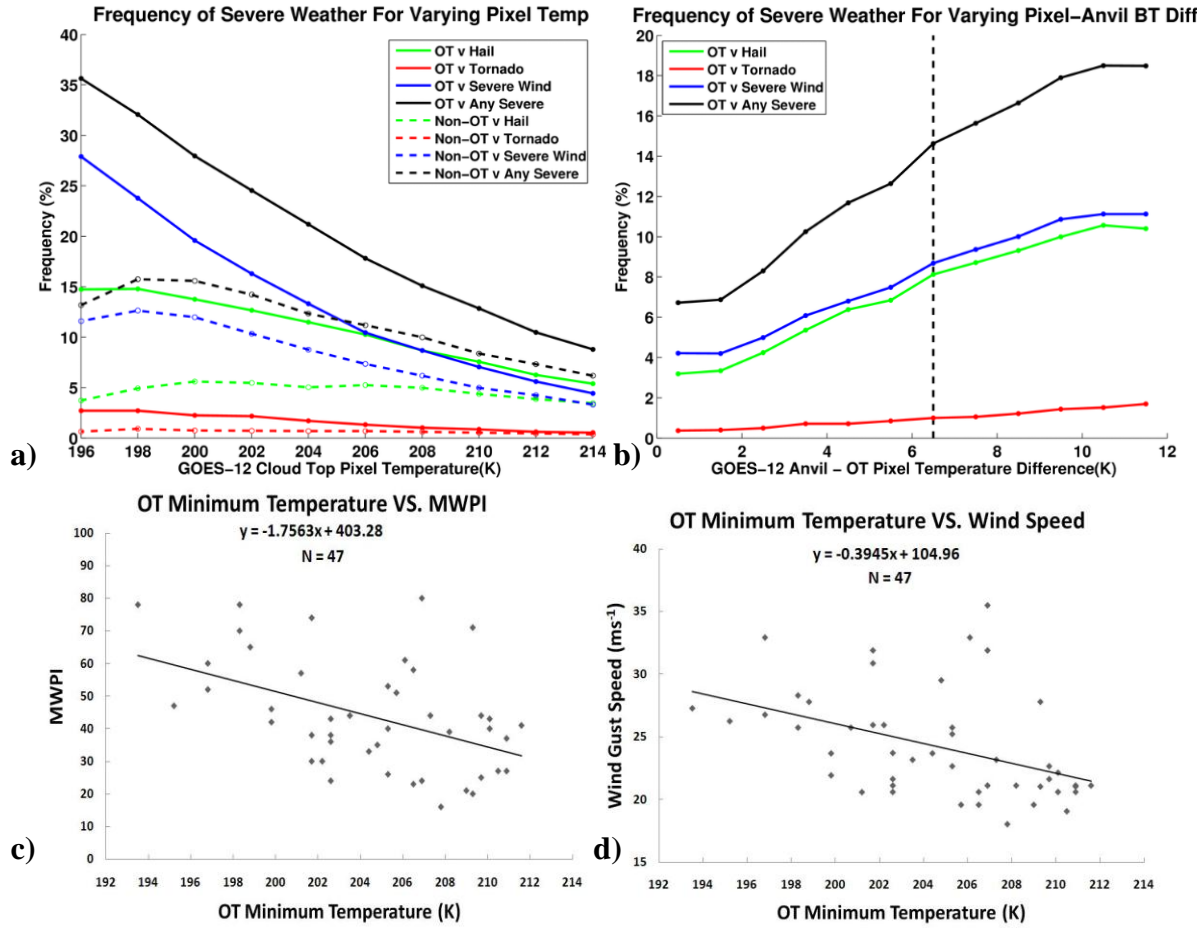 Frequency of Severe Weather For Varying Pixel Temp
40
35
30
25
20
15
10
5
0
Frequency (%)
OT v Hail
OT v Tornado
OT v Severe Wind
OT v Any Severe
Non-OT v Hail
Non-OT v Tornado
Non-OT v Severe Wind
Non-OT v Any Severe
196 198 200 202 204 206 208 210 212 214
GOES-12 Cloud Top Pixel Temperature(K)
a)
Frequency of Severe Weather For Varying Pixel-Anvil BT Diff
20
18
16
14
12
10
8
6
4
2
0
Frequency (%)
OT v Hail
OT v Tornado
OT v Severe Wind
OT v Any Severe
0 2 4 6 8 10 12
GOES-12 Anvil - OT Pixel Temperature Difference(K)
b)
OT Minimum Temperature VS. MWPI
y = -1.7563x + 403.28
N = 47
100
90
80
70
60
50
40
30
20
10
0
MWPI
192 194 196 198 200 202 204 206 208 210 212 214
OT Minimum Temperature (K)
c)
OT Minimum Temperature VS. Wind Speed
y = -0.3945x + 104.96
N = 47
40
35
30
25
20
15
Wind Gust Speed (ms⁻¹)
192 194 196 198 200 202 204 206 208 210 212 214
OT Minimum Temperature (K)
d)